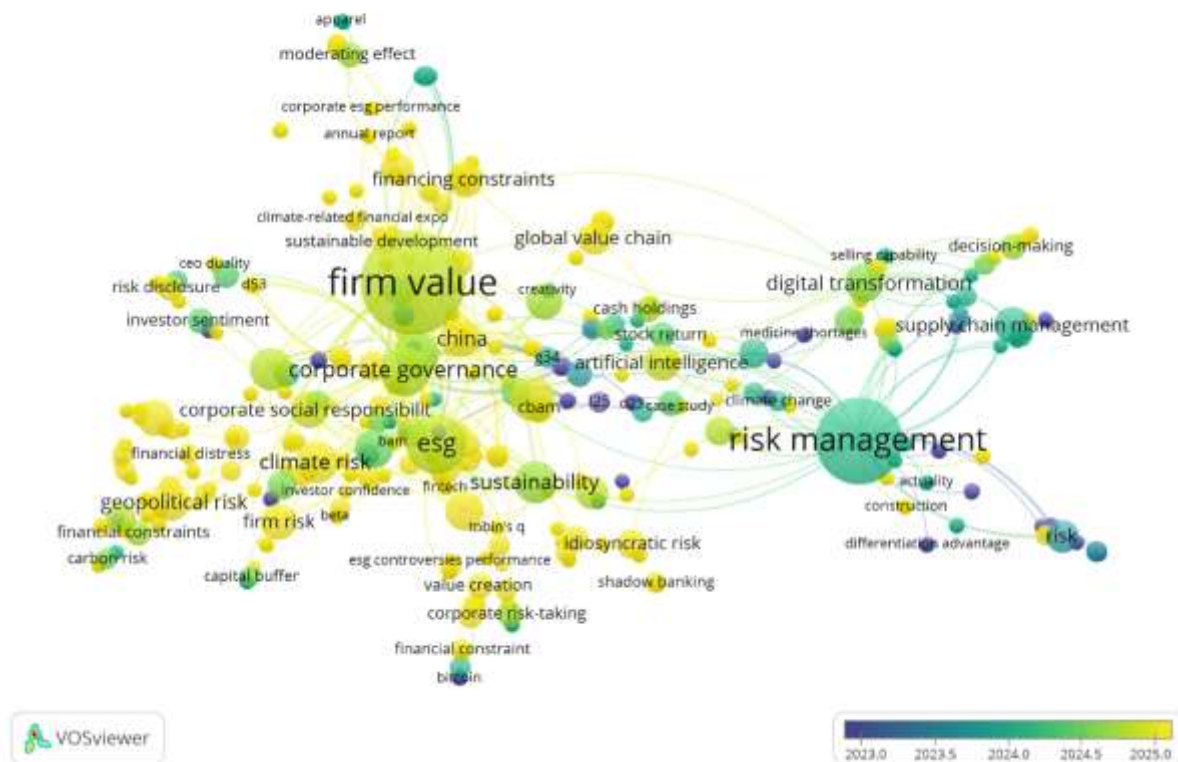 apparel
moderating effect
corporate esg performance
annual report
financing constraints
climate-related financial expo
sustainable development
global value chain
selling capability
decision-making
ceo duality
d53
risk disclosure
firm value
creativity
digital transformation
investor sentiment
cash holdings
supply chain management
china
stock return
medicine shortages
g34
artificial intelligence
corporate governance
corporate social responsibilit
cbam
l25
o23
case study
climate change
esg
risk management
financial distress
climate risk
sustainability
investor confidence
fintech
actuality
geopolitical risk
construction
firm risk
beta
tobin's q
financial constraints
idiosyncratic risk
differentiation advantage
risk
carbon risk
capital buffer
esg controversies performance
value creation
shadow banking
corporate risk-taking
financial constraint
bitcoin
VOSviewer
2023.0 2023.5 2024.0 2024.5 2025.0